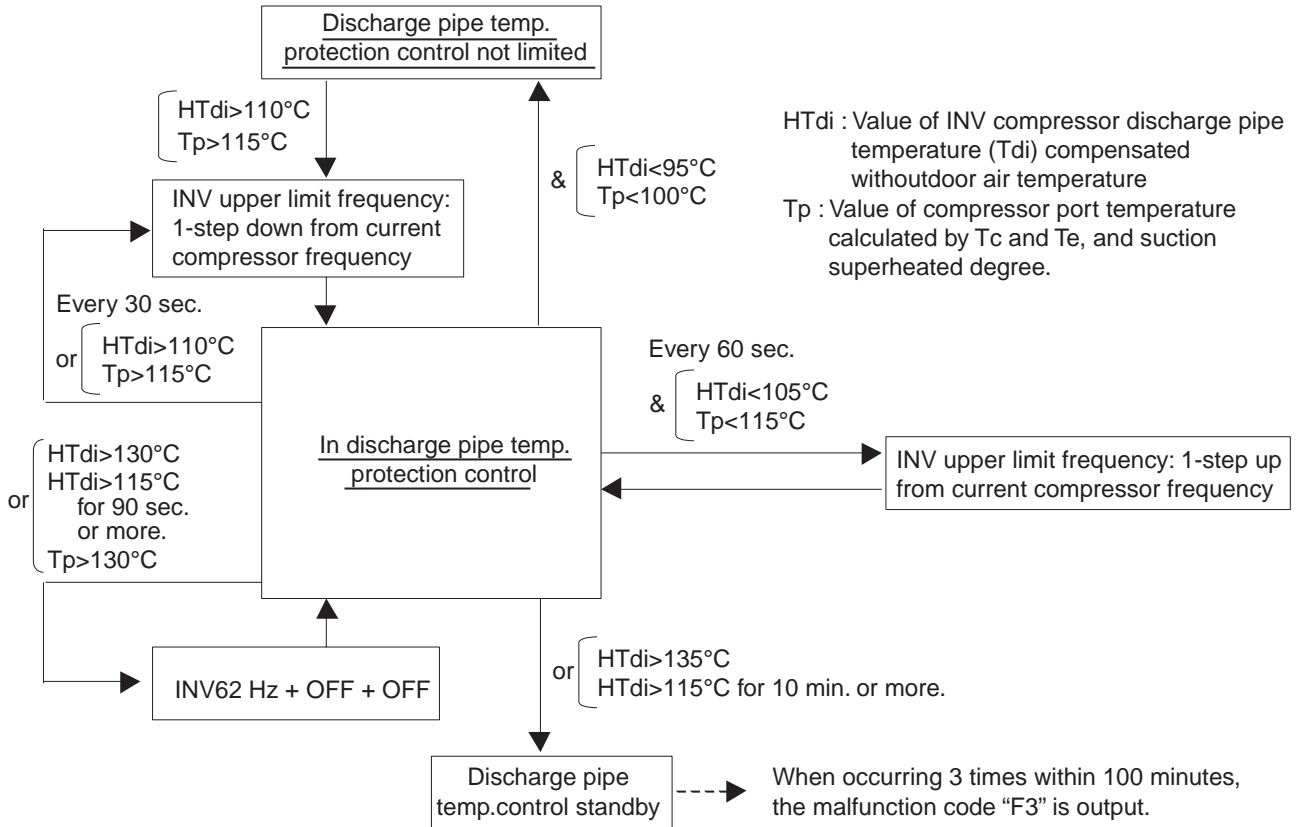 Discharge pipe temp.
protection control not limited
HTdi>110°C
Tp>115°C
& HTdi<95°C
Tp<100°C
HTdi : Value of INV compressor discharge pipe
temperature (Tdi) compensated
withoutdoor air temperature
Tp : Value of compressor port temperature
calculated by Tc and Te, and suction
superheated degree.
INV upper limit frequency:
1-step down from current
compressor frequency
Every 30 sec.
or HTdi>110°C
Tp>115°C
Every 60 sec.
& HTdi<105°C
Tp<115°C
In discharge pipe temp.
protection control
INV upper limit frequency: 1-step up
from current compressor frequency
HTdi>130°C
or HTdi>115°C
for 90 sec.
or more.
Tp>130°C
INV62 Hz + OFF + OFF
or HTdi>135°C
HTdi>115°C for 10 min. or more.
Discharge pipe
temp.control standby
When occurring 3 times within 100 minutes,
the malfunction code “F3” is output.